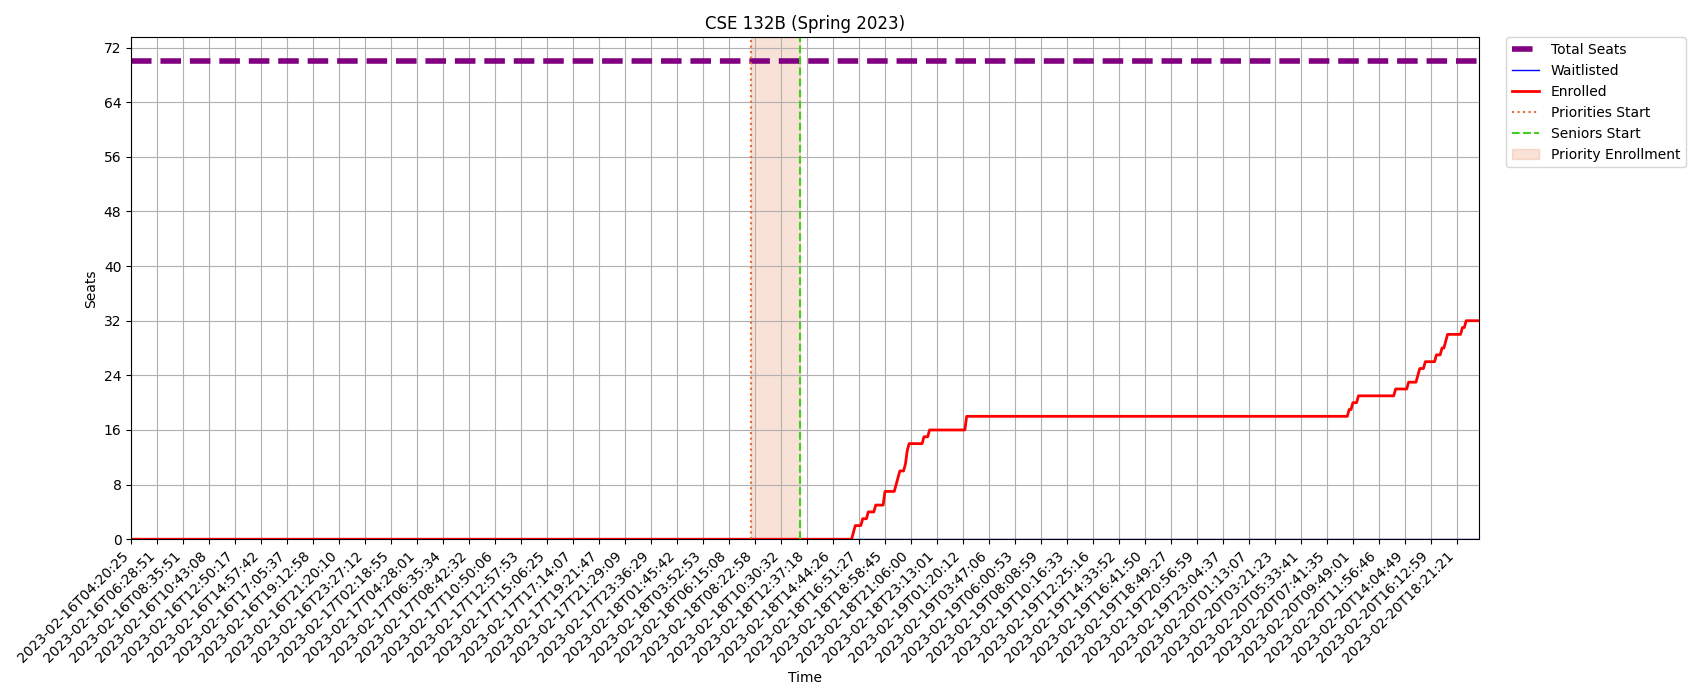 CSE 132B (Spring 2023)
Total Seats
Waitlisted
Enrolled
Priorities Start
Seniors Start
Priority Enrollment
Seats
72
64
56
48
40
32
24
16
8
0
2023-02-16T04:20:25
2023-02-16T06:28:51
2023-02-16T08:35:51
2023-02-16T10:43:08
2023-02-16T12:50:17
2023-02-16T14:57:42
2023-02-16T17:05:37
2023-02-16T19:12:58
2023-02-16T21:20:10
2023-02-16T23:27:12
2023-02-17T02:18:55
2023-02-17T04:28:01
2023-02-17T06:35:34
2023-02-17T08:42:32
2023-02-17T10:50:06
2023-02-17T12:57:53
2023-02-17T15:06:25
2023-02-17T17:14:07
2023-02-17T19:21:47
2023-02-17T21:29:09
2023-02-17T23:36:29
2023-02-18T01:45:42
2023-02-18T03:52:53
2023-02-18T06:15:08
2023-02-18T08:22:58
2023-02-18T10:30:32
2023-02-18T12:37:18
2023-02-18T14:44:26
2023-02-18T16:51:27
2023-02-18T18:58:45
2023-02-18T21:06:00
2023-02-18T23:13:01
2023-02-19T01:20:12
2023-02-19T03:47:06
2023-02-19T06:00:53
2023-02-19T08:08:59
2023-02-19T10:16:33
2023-02-19T12:25:16
2023-02-19T14:33:52
2023-02-19T16:41:50
2023-02-19T18:49:27
2023-02-19T20:56:59
2023-02-19T23:04:37
2023-02-20T01:13:07
2023-02-20T03:21:23
2023-02-20T05:33:41
2023-02-20T07:41:35
2023-02-20T09:49:01
2023-02-20T11:56:46
2023-02-20T14:04:49
2023-02-20T16:12:59
2023-02-20T18:21:21
Time